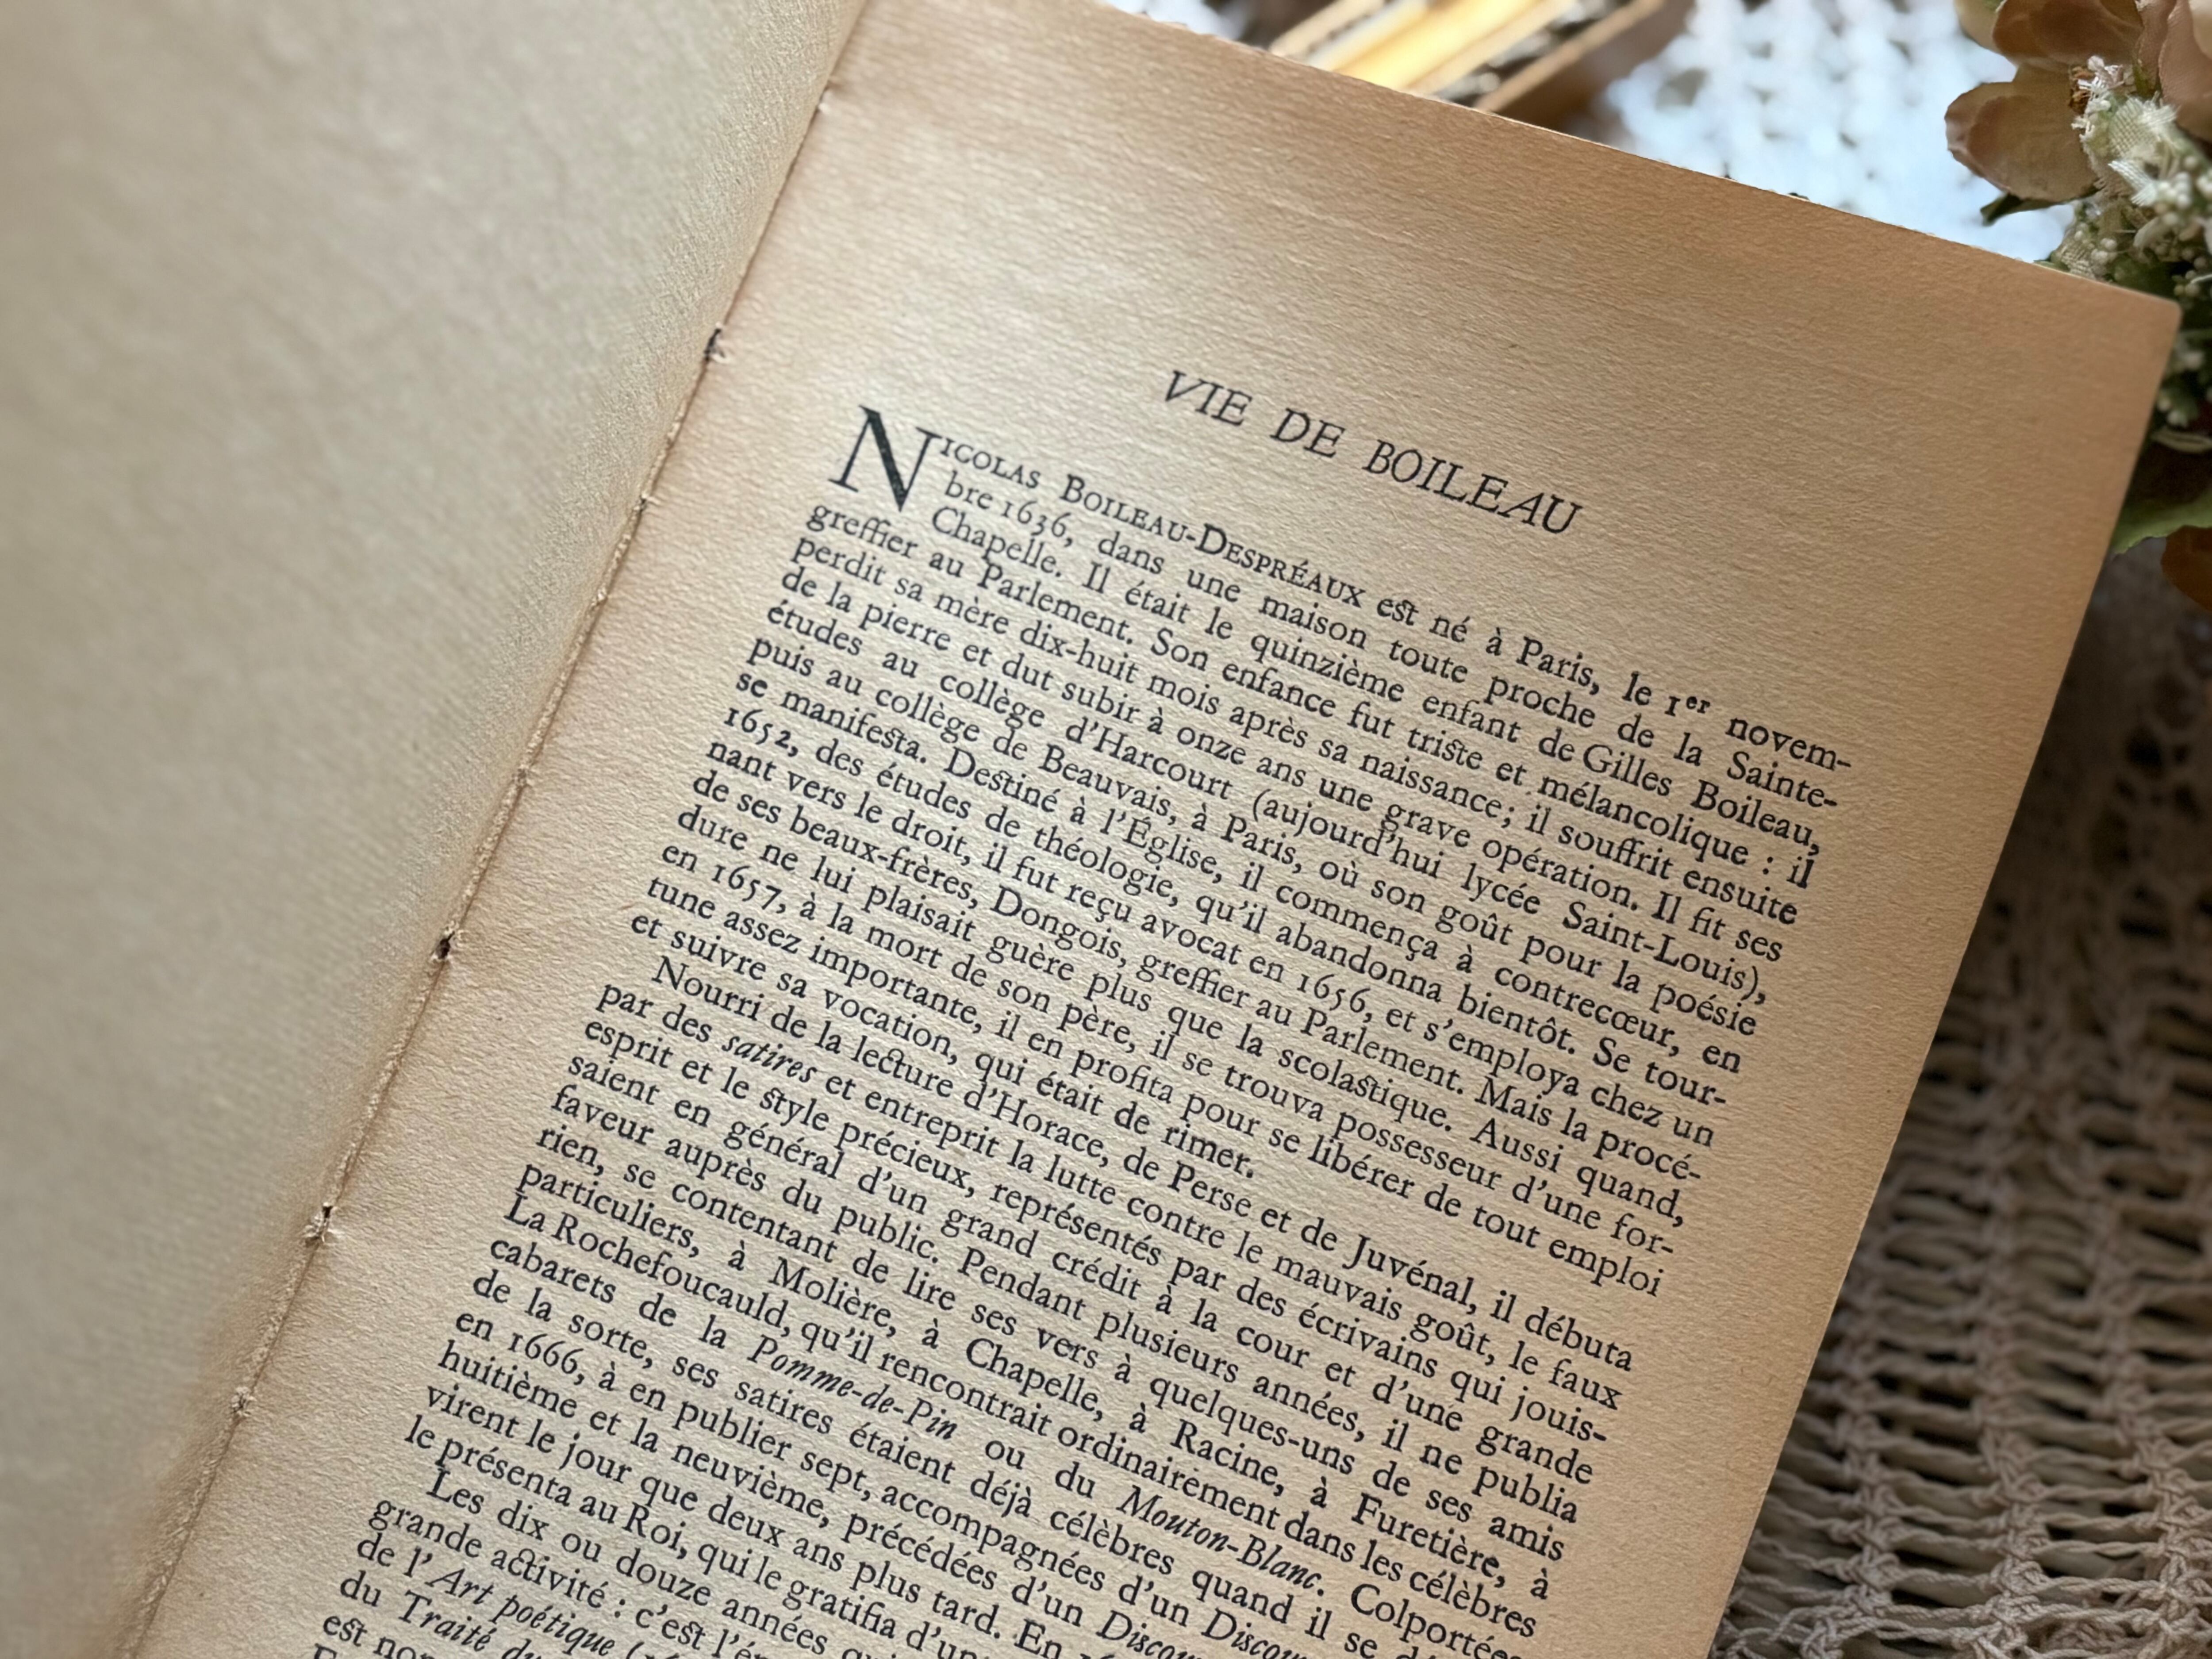 VIE DE BOILEAU
NICOLAS BOILEAU-DESPRÉAUX est né à Paris, le 1er novem-
bre 1636, dans une maison toute proche de la Sainte-
Chapelle. Il était le quinzième enfant de Gilles Boileau,
greffier au Parlement. Son enfance fut triste et mélancolique : il
perdit sa mère dix-huit mois après sa naissance; il souffrit ensuite
de la pierre et dut subir à onze ans une grave opération. Il fit ses
études au collège d'Harcourt (aujourd'hui lycée Saint-Louis),
puis au collège de Beauvais, à Paris, où son goût pour la poésie
se manifesta. Destiné à l'Église, il commença à contrecœur, en
1652, des études de théologie, qu'il abandonna bientôt. Se tour-
nant vers le droit, il fut reçu avocat en 1656, et s'employa chez un
de ses beaux-frères, Dongois, greffier au Parlement. Mais la procé-
dure ne lui plaisait guère plus que la scolastique. Aussi quand,
en 1657, à la mort de son père, il se trouva possesseur d'une for-
tune assez importante, il en profita pour se libérer de tout emploi
et suivre sa vocation, qui était de rimer.
Nourri de la lecture d'Horace, de Perse et de Juvénal, il débuta
par des satires et entreprit la lutte contre le mauvais goût, le faux
esprit et le style précieux, représentés par des écrivains qui jouis-
saient en général d'un grand crédit à la cour et d'une grande
faveur auprès du public. Pendant plusieurs années, il ne publia
rien, se contentant de lire ses vers à quelques-uns de ses amis
particuliers, à Molière, à Chapelle, à Racine, à Furetière, à
La Rochefoucauld, qu'il rencontrait ordinairement dans les célèbres
cabarets de la Pomme-de-Pin ou du Mouton-Blanc. Colportées
de la sorte, ses satires étaient déjà célèbres quand il se
en 1666, à en publier sept, accompagnées d'un
huitième et la neuvième, précédées d'un
virent le jour que deux ans plus tard. En
le présenta au Roi, qui le gratifia
Les dix ou douze années
grande activité : c'est
de l'Art poétique
du Traité
est